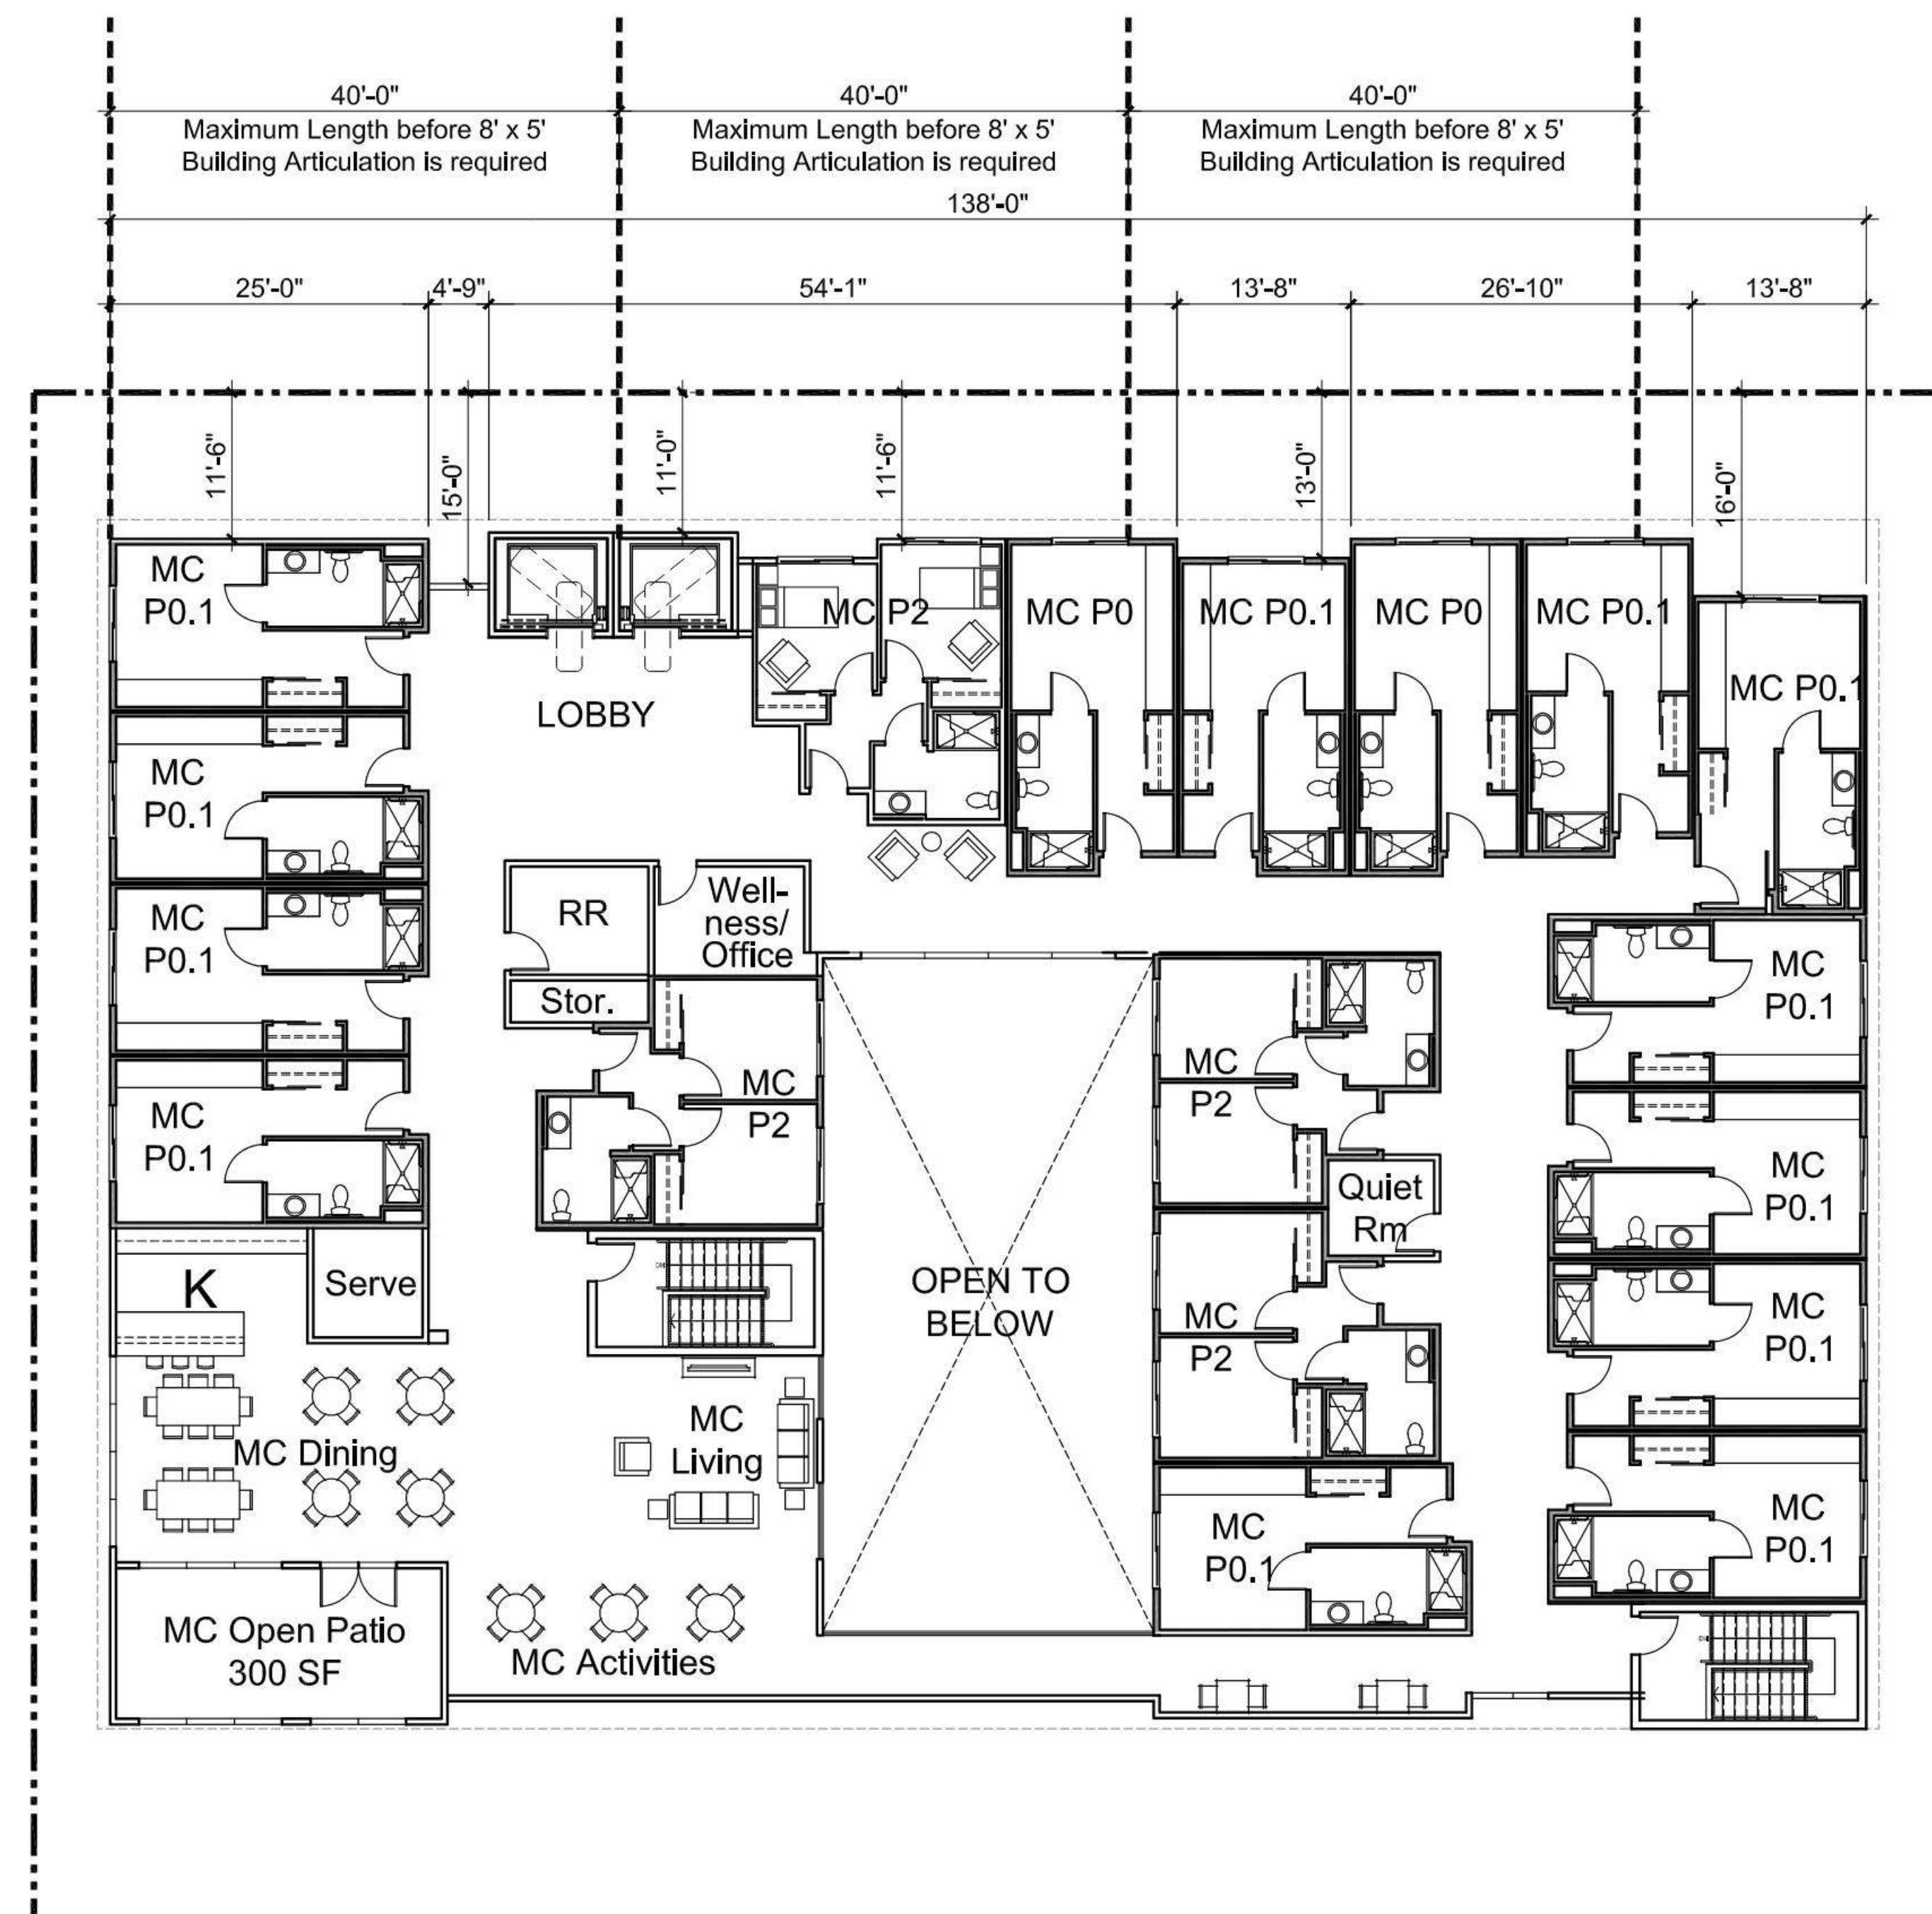 40'-0"
40'-0"
40'-0"
Maximum Length before 8' x 5'
Building Articulation is required
Maximum Length before 8' x 5'
Building Articulation is required
Maximum Length before 8' x 5'
Building Articulation is required
138'-0"
25'-0"
4'-9"
54'-1"
13'-8"
26'-10"
13'-8"
11'-6"
15'-0"
11'-0"
11'-6"
13'-0"
16'-0"
MC
P0.1
MC P2
MC P0
MC P0.1
MC P0
MC P0.1
MC P0.1
LOBBY
MC
P0.1
RR
Well-
ness/
Office
MC
P0.1
Stor.
MC
P0.1
MC
P2
MC
P2
MC
P0.1
MC
P0.1
Quiet
Rm
K
Serve
OPEN TO
BELOW
MC
P2
MC
P0.1
MC Dining
MC
Living
MC
P0.1
MC
P0.1
MC Open Patio
300 SF
MC Activities